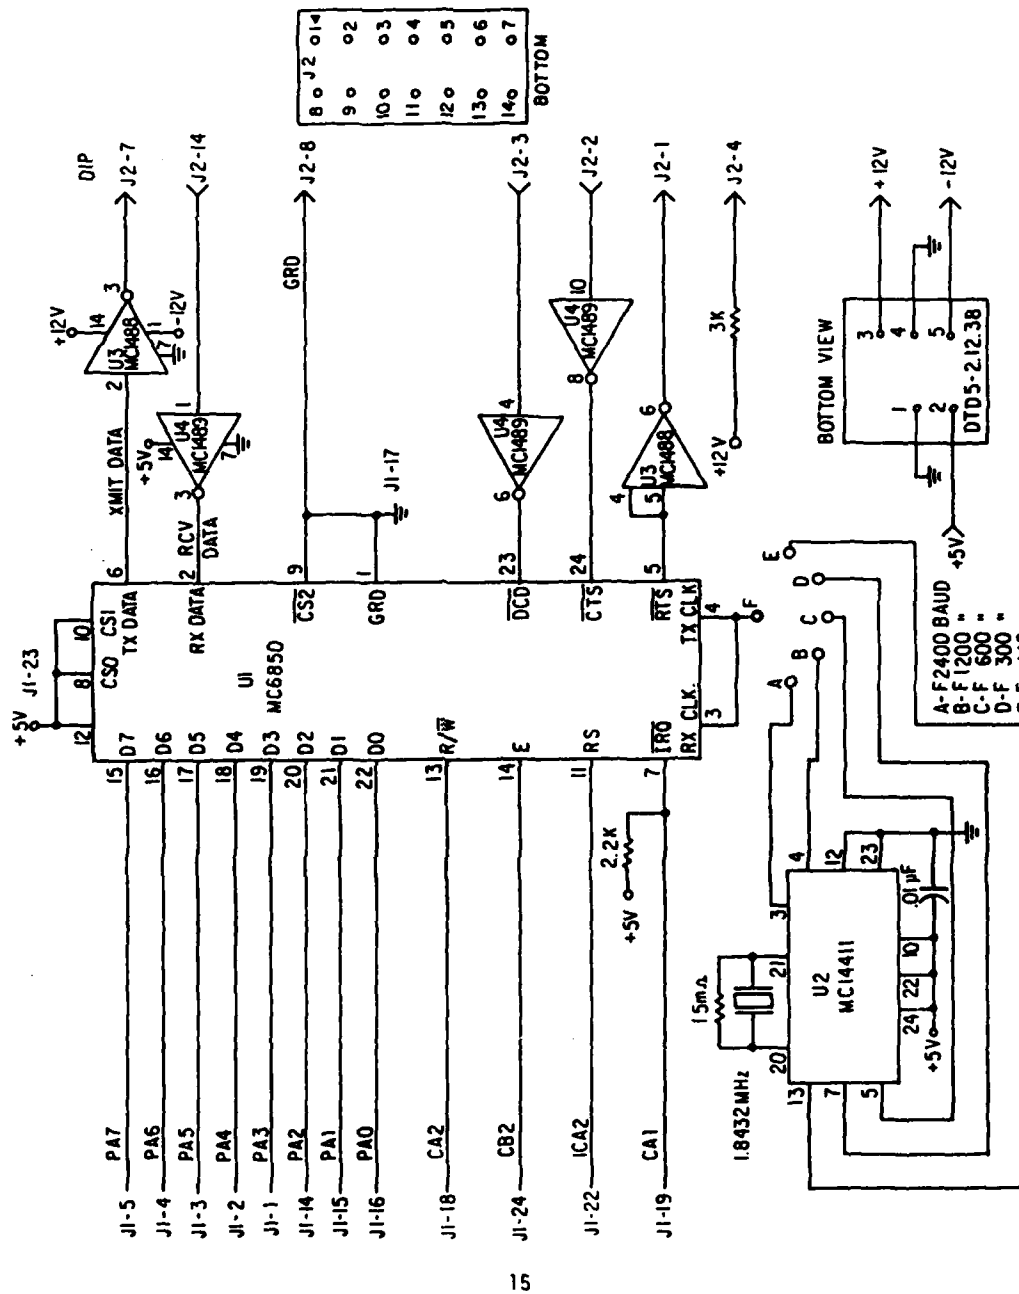 DIP
J2-7
J2-14
J2-8
J2-3
J2-2
J2-1
J2-4
+12V
-12V
J2
8 14
9 2
10 3
11 4
12 5
13 6
14 7
BOTTOM
+12V
14
3
U3
MC1488
2
11
7
-12V
XMIT DATA
+5V
14
1
U4
MC1489
7
3
RCV
DATA
GRD
J1-17
4
U4
MC1489
6
10
U4
MC1489
8
6
U3
MC1488
4
5
+12V
3K
+5V
J1-23
12
8
10
CS0
CS1
6
TX DATA
2
RX DATA
9
CS2
1
GRD
23
DCD
24
CTS
5
RTS
U1
MC6850
TX CLK
4
RX CLK.
3
F
J1-5 PA7 15 D7
J1-4 PA6 16 D6
J1-3 PA5 17 D5
J1-2 PA4 18 D4
J1-1 PA3 19 D3
J1-14 PA2 20 D2
J1-15 PA1 21 D1
J1-16 PA0 22 D0
J1-18 CA2 13 R/W
J1-24 CB2 14 E
J1-22 ICA2 11 RS
J1-19 CA1 7 IRQ
+5V
2.2K
BOTTOM VIEW
1
2
3
4
5
DTD5-2.12.38
+5V
A
B
C
D
E
A-F 2400 BAUD
B-F 1200 "
C-F 600 "
D-F 300 "
15mΩ
1.8432MHz
20
21
3
4
12
23
U2
MC14411
13
7
5
24
22
10
+5V
.01 µF
15